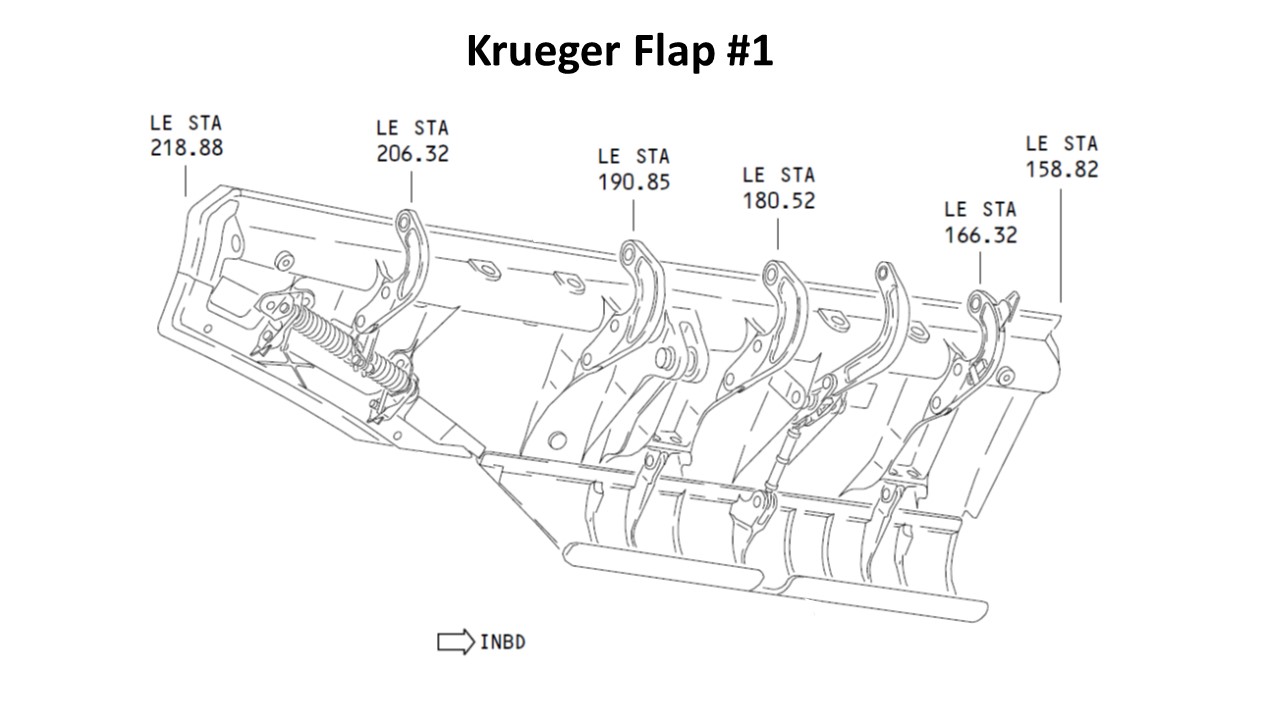 Krueger Flap #1
LE STA
218.88
LE STA
206.32
LE STA
190.85
LE STA
180.52
LE STA
166.32
LE STA
158.82
INBD